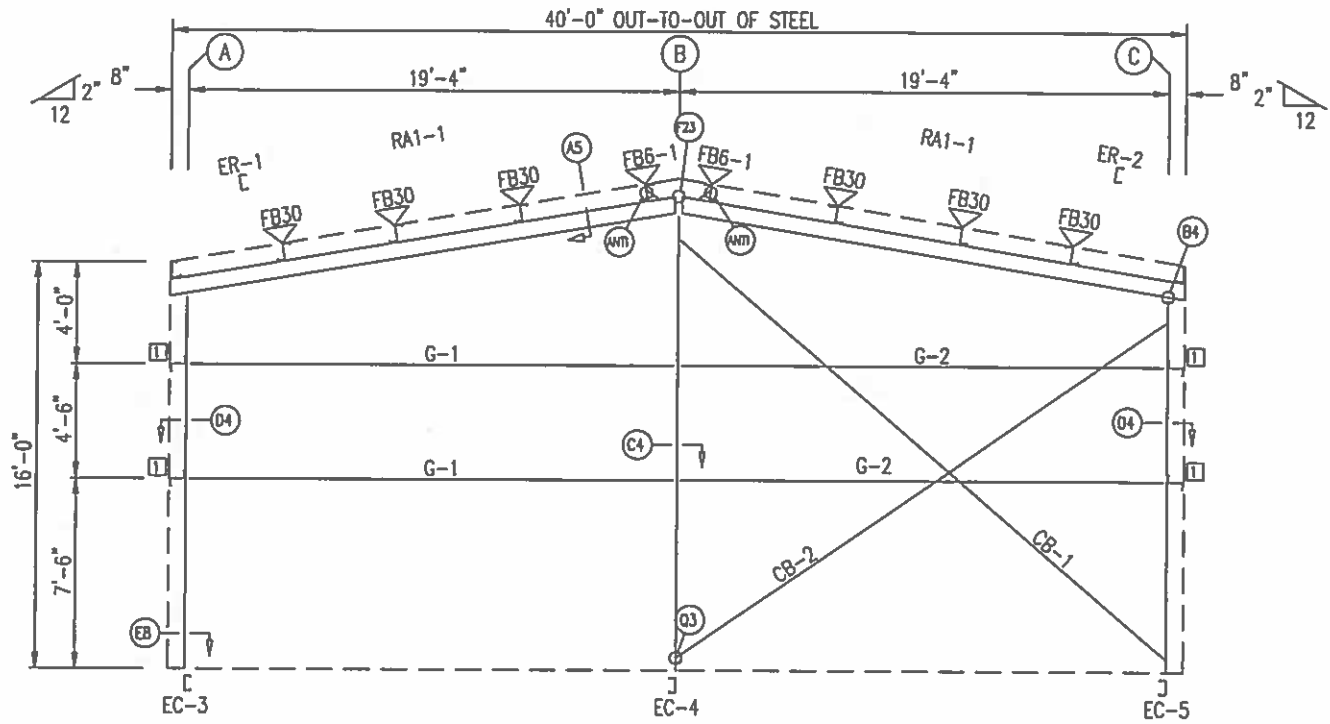 40'-0" OUT-TO-OUT OF STEEL
A
B
C
8"
2"
12
19'-4"
19'-4"
8"
2"
12
F23
RA1-1
RA1-1
ER-1
A5
FB6-1
FB6-1
ER-2
FB30
FB30
FB30
FB30
FB30
FB30
ANTI
ANTI
B4
4'-0"
1
G-1
G-2
1
16'-0"
4'-6"
D4
C4
D4
1
G-1
G-2
1
7'-6"
CB-2
CB-1
E8
Q3
EC-3
EC-4
EC-5